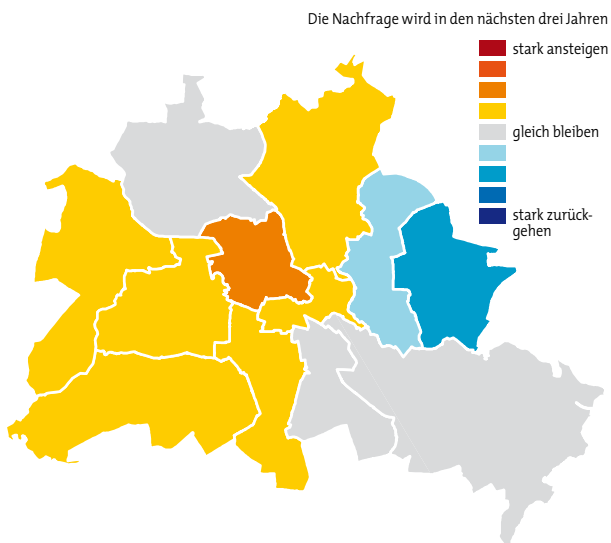 Die Nachfrage wird in den nächsten drei Jahren
stark ansteigen
gleich bleiben
stark zurück-
gehen